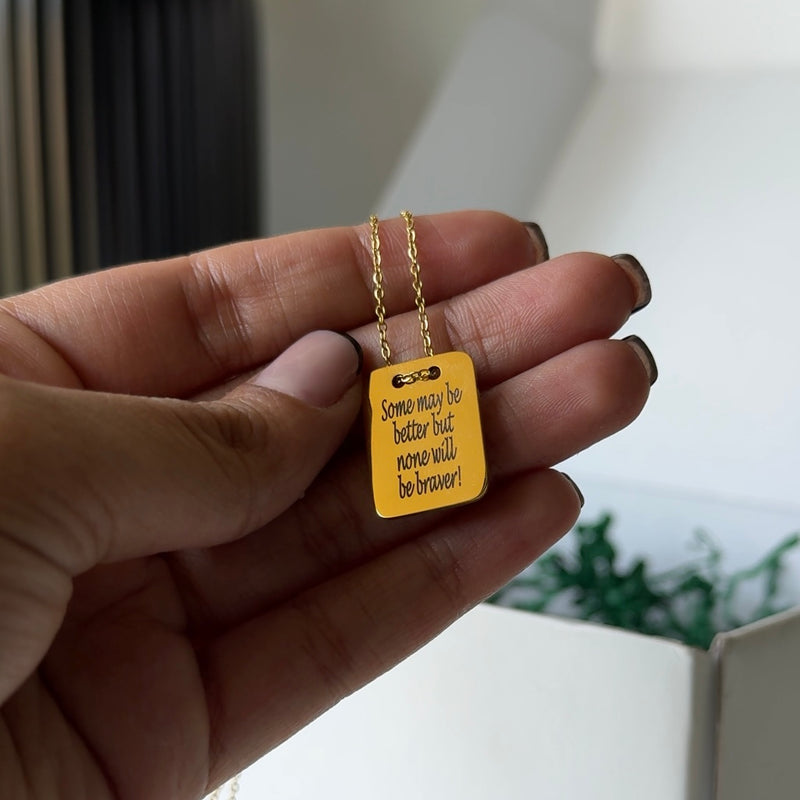 Some may be
better but
none will
be braver!